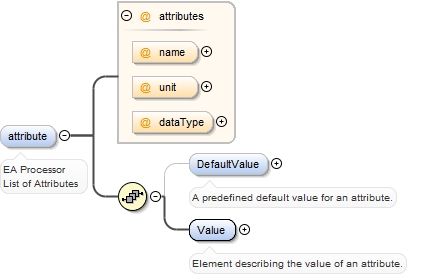 @ attributes
@ name
@ unit
@ dataType
attribute
EA Processor
List of Attributes
DefaultValue
A predefined default value for an attribute.
Value
Element describing the value of an attribute.